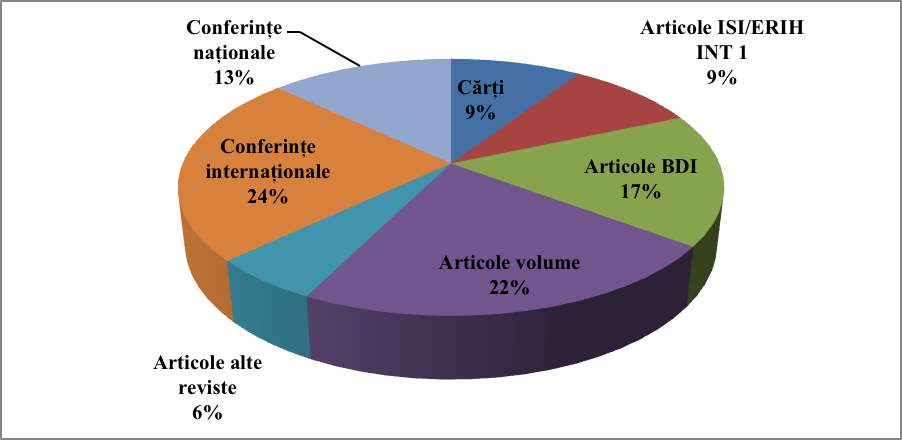 Conferințe
naționale
13%
Articole ISI/ERIH
INT 1
9%
Cărți
9%
Conferințe
internaționale
24%
Articole BDI
17%
Articole volume
22%
Articole alte
reviste
6%